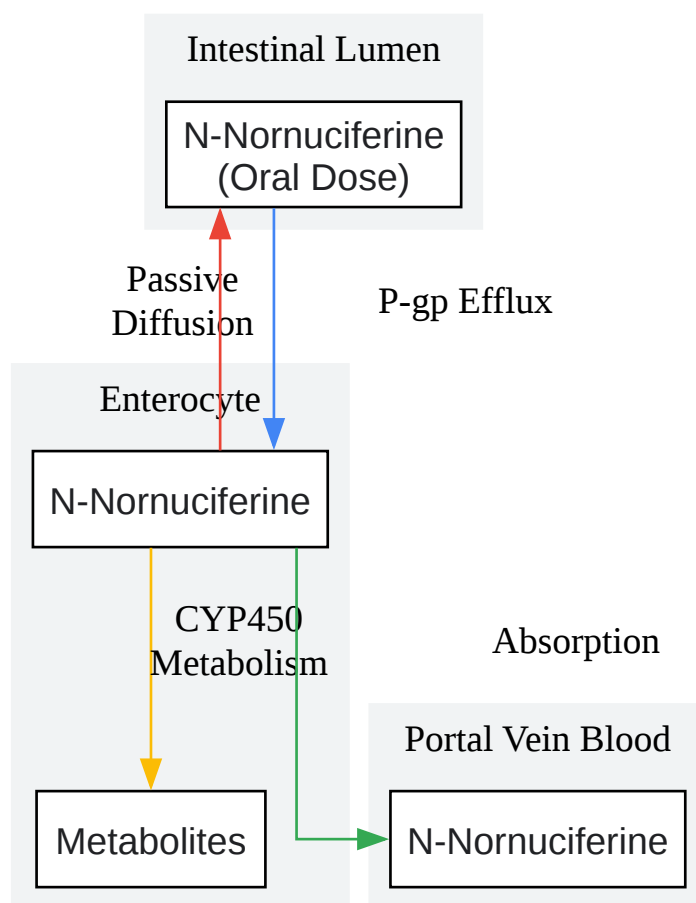 Intestinal Lumen
N-Nornuciferine
(Oral Dose)
Passive
Diffusion
P-gp Efflux
Enterocyte
N-Nornuciferine
CYP450
Metabolism
Absorption
Portal Vein Blood
Metabolites
N-Nornuciferine